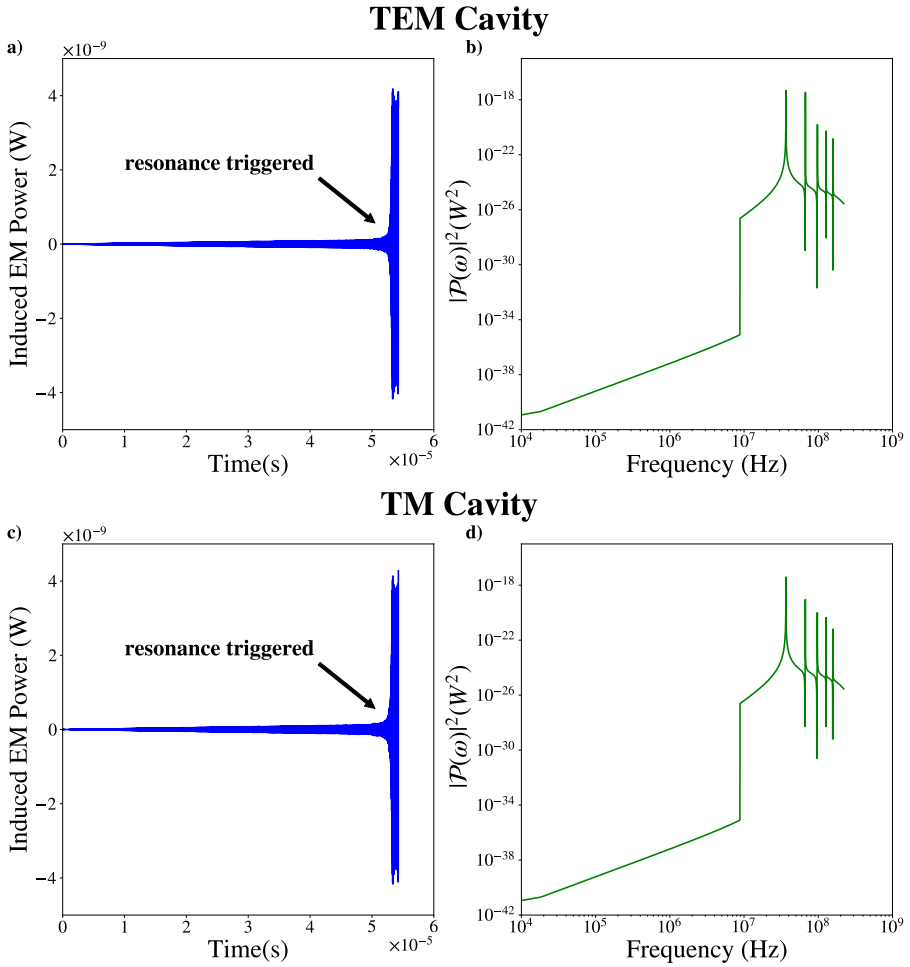 TEM Cavity
a)
×10⁻⁹
Induced EM Power (W)
4
2
0
−2
−4
resonance triggered
0 1 2 3 4 5 6
×10⁻⁵
Time(s)
b)
|𝒫(ω)|²(W²)
10⁻¹⁸
10⁻²²
10⁻²⁶
10⁻³⁰
10⁻³⁴
10⁻³⁸
10⁻⁴²
10⁴ 10⁵ 10⁶ 10⁷ 10⁸ 10⁹
Frequency (Hz)
TM Cavity
c)
×10⁻⁹
Induced EM Power (W)
4
2
0
−2
−4
resonance triggered
0 1 2 3 4 5 6
×10⁻⁵
Time(s)
d)
|𝒫(ω)|²(W²)
10⁻¹⁸
10⁻²²
10⁻²⁶
10⁻³⁰
10⁻³⁴
10⁻³⁸
10⁻⁴²
10⁴ 10⁵ 10⁶ 10⁷ 10⁸ 10⁹
Frequency (Hz)